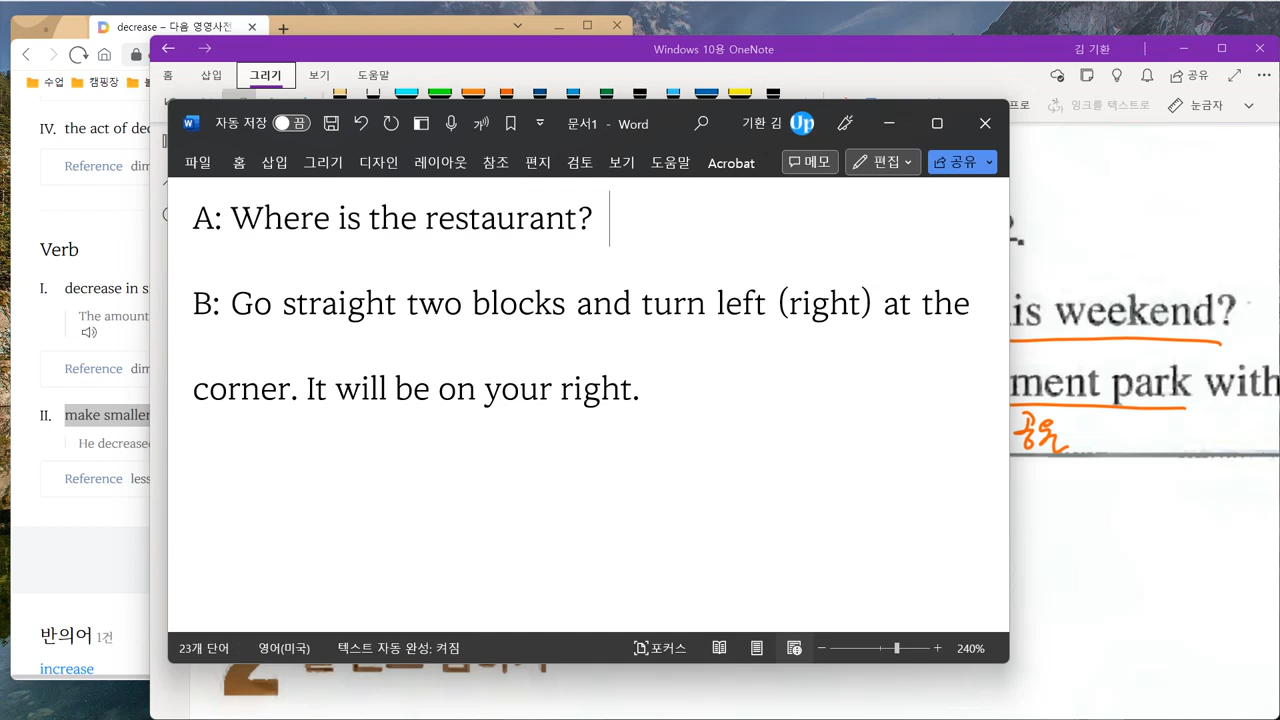 decrease – 다음 영영사전
수업
캠핑장
Windows 10용 OneNote
김 기환
홈 삽입 그리기 보기 도움말
공유
잉크를 텍스트로
눈금자
IV. the act of dec
Reference dim
Verb
I. decrease in s
The amount
Reference dim
II. make smaller
He decreased
Reference less
반의어 1건
increase
자동 저장 끔
문서1 - Word
기환 김
파일 홈 삽입 그리기 디자인 레이아웃 참조 편지 검토 보기 도움말 Acrobat
메모 편집 공유
A: Where is the restaurant?
B: Go straight two blocks and turn left (right) at the
corner. It will be on your right.
23개 단어 영어(미국) 텍스트 자동 완성: 켜짐
포커스
240%
is weekend?
ment park with
공원